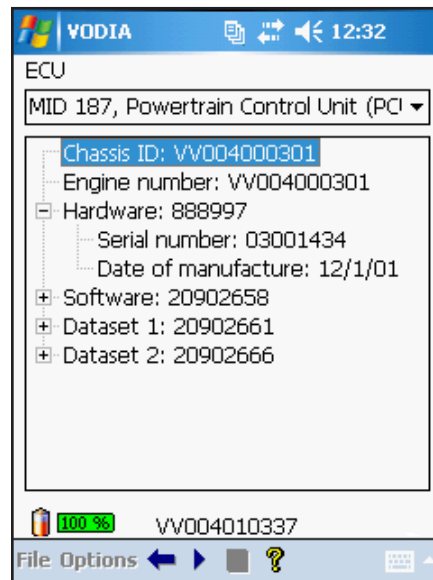 VODIA 12:32
ECU
MID 187, Powertrain Control Unit (PCU
Chassis ID: VV004000301
Engine number: VV004000301
Hardware: 888997
Serial number: 03001434
Date of manufacture: 12/1/01
Software: 20902658
Dataset 1: 20902661
Dataset 2: 20902666
100 % VV004010337
File Options ?